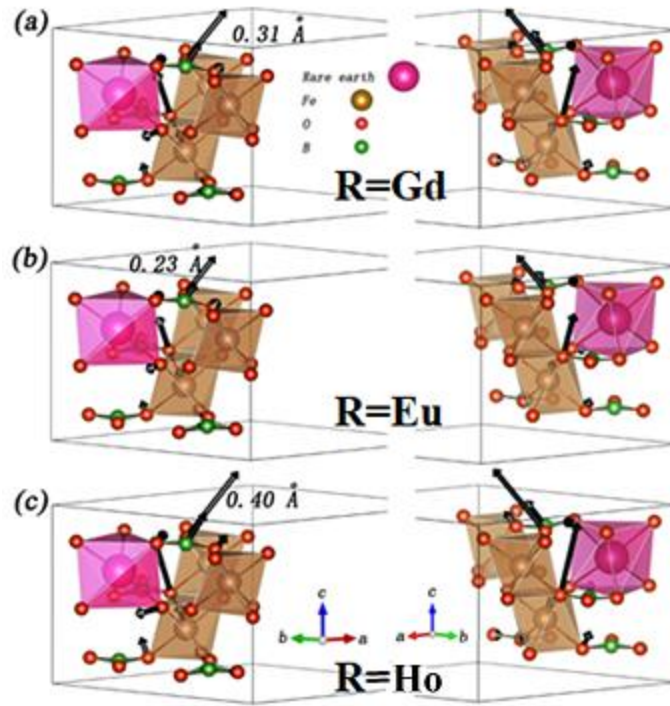 (a)
0.31 Å
Rare earth
Fe
O
B
R=Gd
(b)
0.23 Å
R=Eu
(c)
0.40 Å
c
b
a
c
a
b
R=Ho